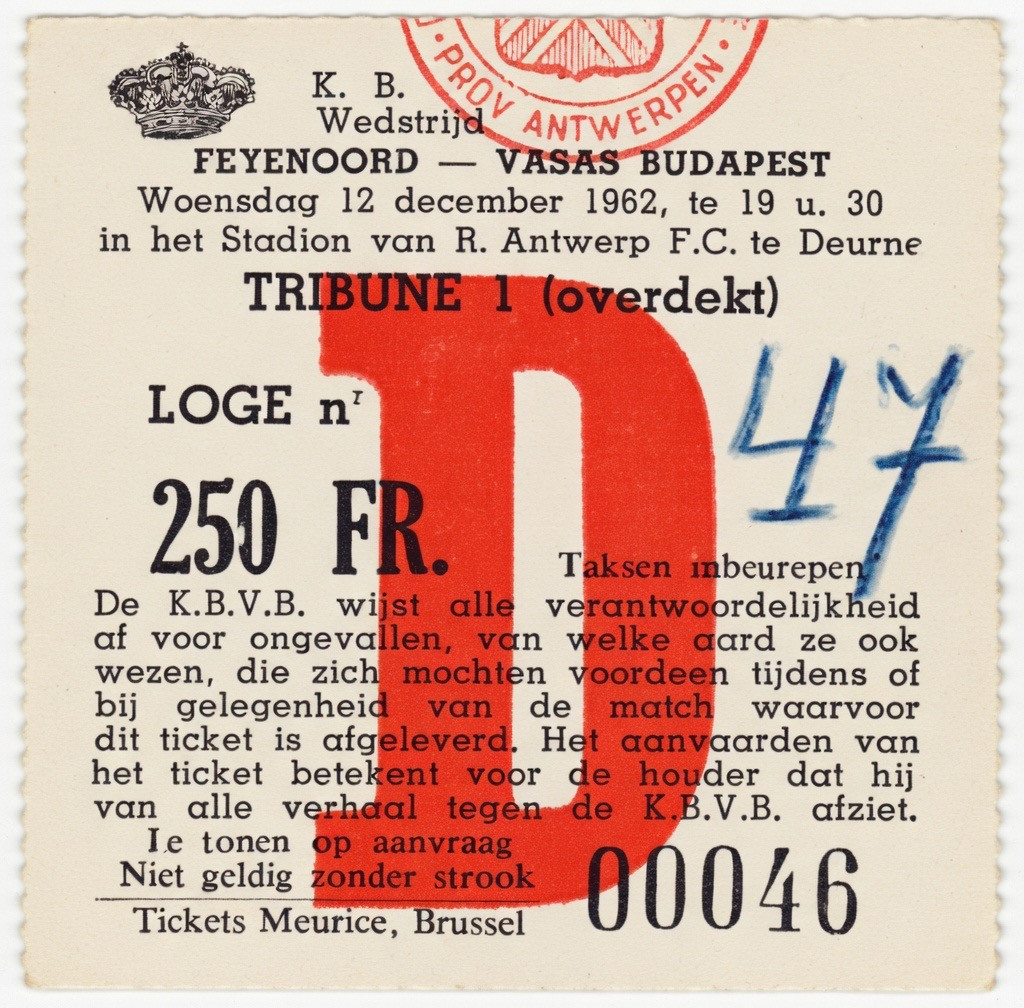 PROV ANTWERPEN
K. B.
Wedstrijd
FEYENOORD — VASAS BUDAPEST
Woensdag 12 december 1962, te 19 u. 30
in het Stadion van R. Antwerp F.C. te Deurne
TRIBUNE 1 (overdekt)
D
47
LOGE nr
250 FR.
Taksen inbeurepen
De K.B.V.B. wijst alle verantwoordelijkheid
af voor ongevallen, van welke aard ze ook
wezen, die zich mochten voordeen tijdens of
bij gelegenheid van de match waarvoor
dit ticket is afgeleverd. Het aanvaarden van
het ticket betekent voor de houder dat hij
van alle verhaal tegen de K.B.V.B. afziet.
Ie tonen op aanvraag
Niet geldig zonder strook
00046
Tickets Meurice, Brussel